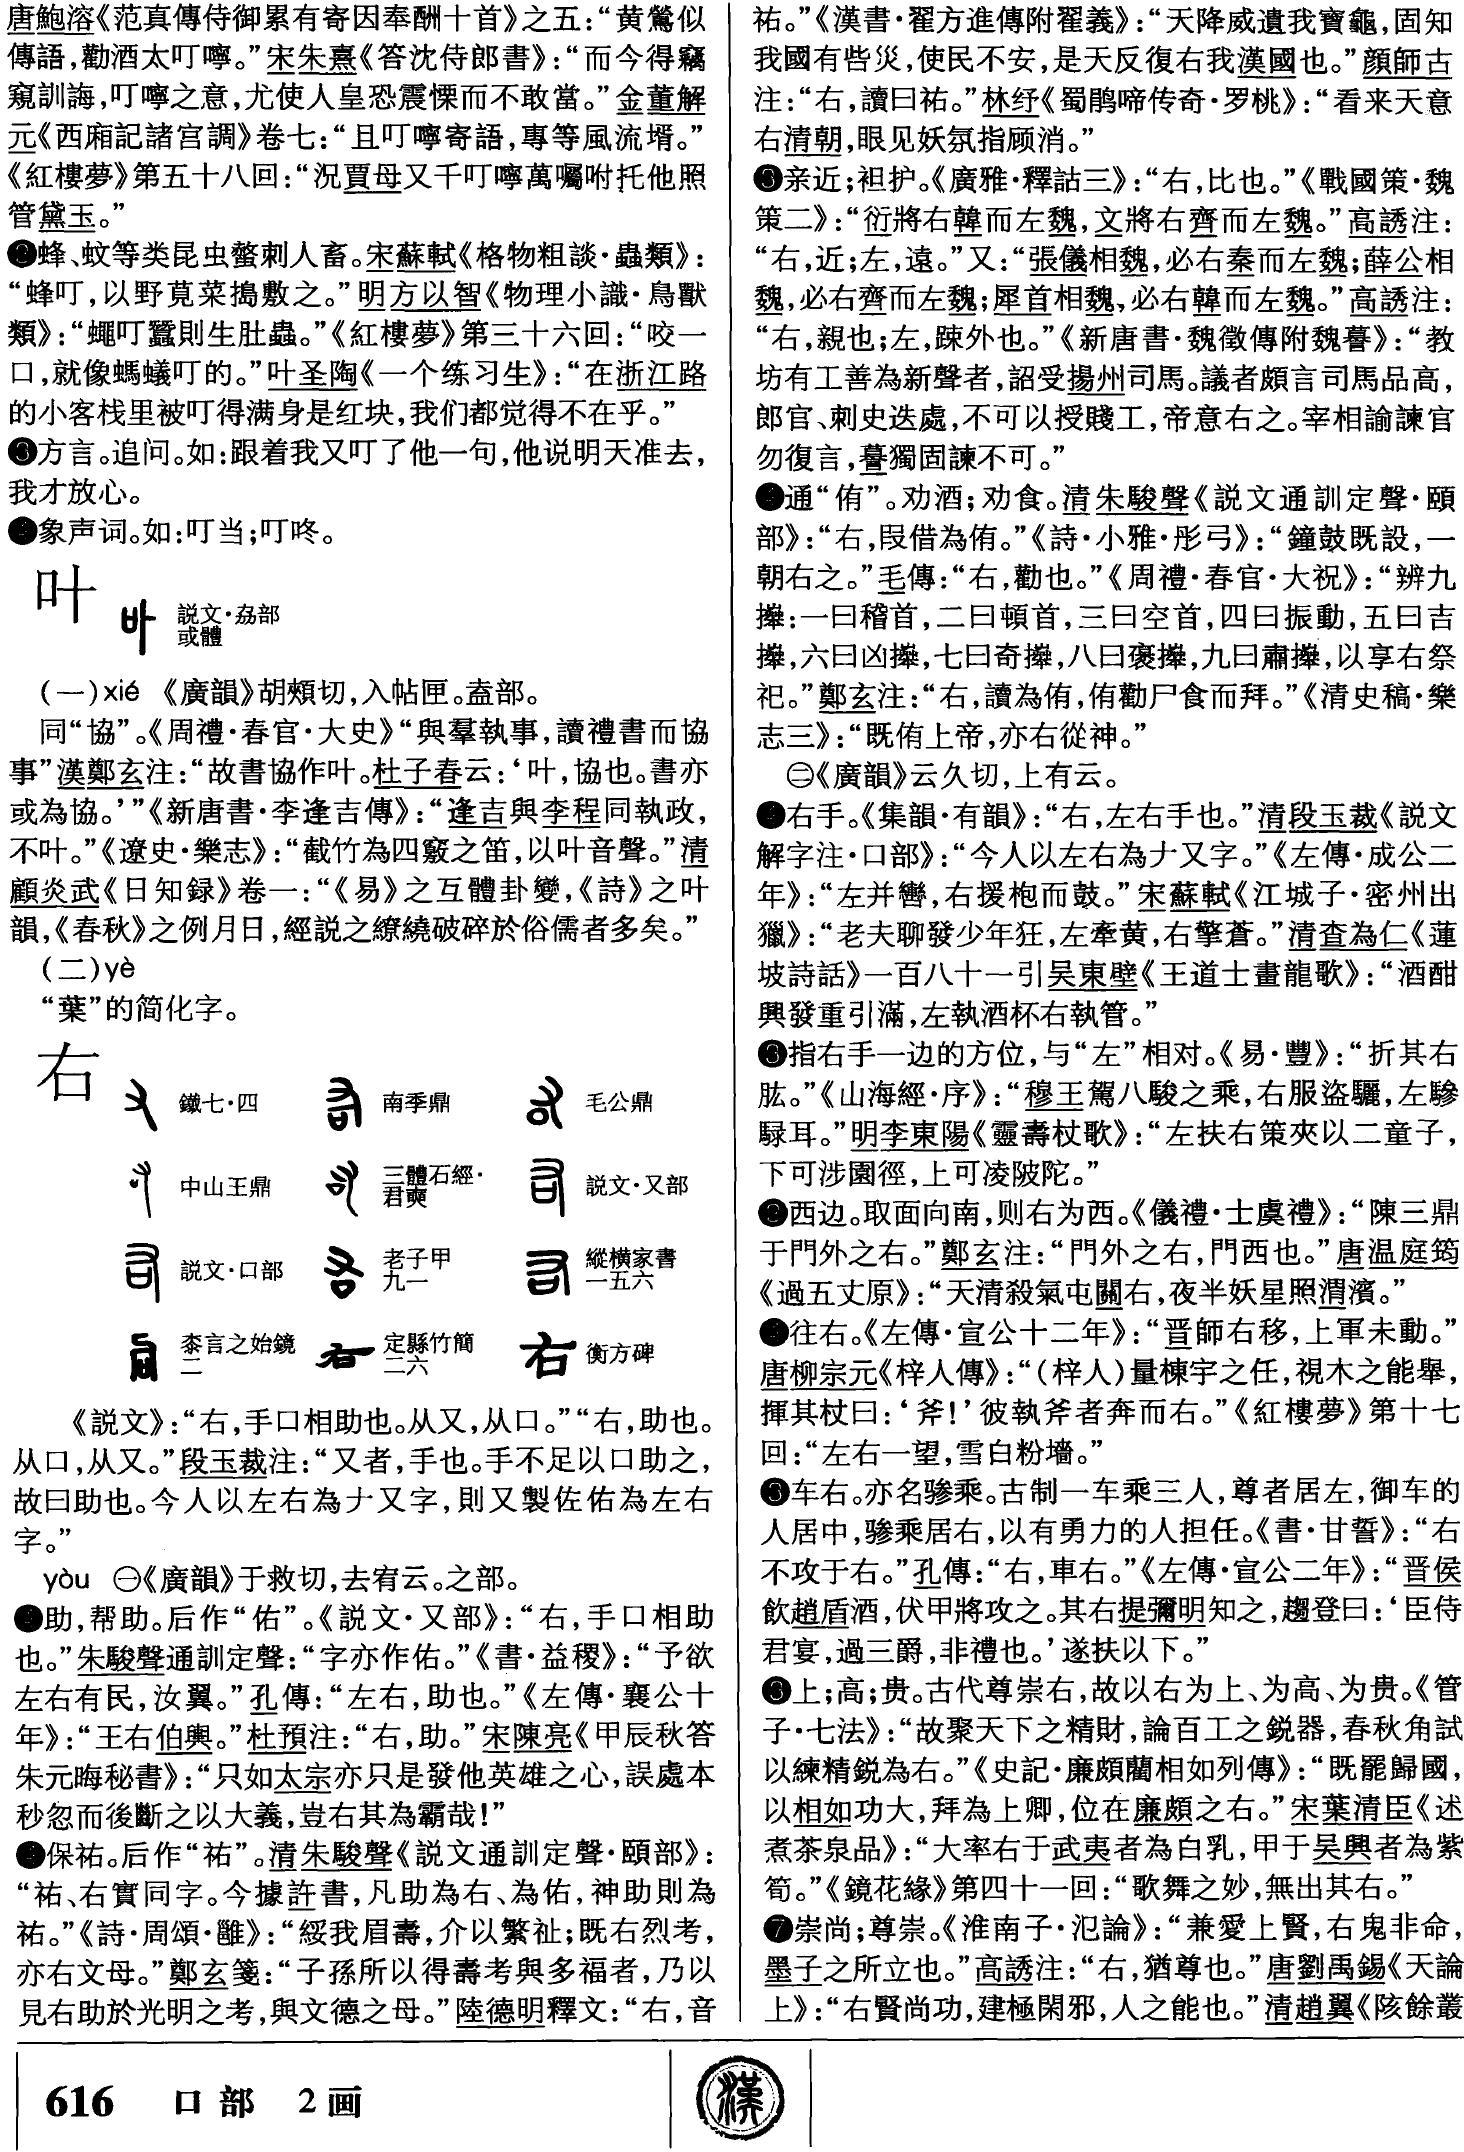 唐鮑溶《范真傳侍御累有寄因奉酬十首》之五：“黄鶯似
傳語，勸酒太叮嚀。”宋朱熹《答沈侍郎書》：“而今得竊
窺訓誨，叮嚀之意，尤使人皇恐震慄而不敢當。”金董解
元《西廂記諸宫調》卷七：“且叮嚀寄語，專等風流壻。”
《紅樓夢》第五十八回：“況賈母又千叮嚀萬囑咐托他照
管黛玉。”
❷蜂、蚊等类昆虫螫刺人畜。宋蘇軾《格物粗談·蟲類》：
“蜂叮，以野莧菜搗敷之。”明方以智《物理小識·鳥獸
類》：“蠅叮蠶則生肚蟲。”《紅樓夢》第三十六回：“咬一
口，就像螞蟻叮的。”叶圣陶《一个练习生》：“在浙江路
的小客栈里被叮得满身是红块，我们都觉得不在乎。”
❸方言。追问。如：跟着我又叮了他一句，他说明天准去，
我才放心。
象声词。如：叮当；叮咚。
叶
説文·劦部
或體
（一）xié 《廣韻》胡頰切，入帖匣。盍部。
同“協”。《周禮·春官·大史》“與羣執事，讀禮書而協
事”漢鄭玄注：“故書協作叶。杜子春云：‘叶，協也。書亦
或為協。’”《新唐書·李逢吉傳》：“逢吉與李程同執政，
不叶。”《遼史·樂志》：“截竹為四竅之笛，以叶音聲。”清
顧炎武《日知録》卷一：“《易》之互體卦變，《詩》之叶
韻，《春秋》之例月日，經説之繚繞破碎於俗儒者多矣。”
（二）yè
“葉”的简化字。
右
鐵七·四 南季鼎 毛公鼎
中山王鼎 三體石經·君奭 説文·又部
説文·口部 老子甲九一 縱横家書一五六
泰言之始鏡二 定縣竹簡二六 衡方碑
《説文》：“右，手口相助也。从又，从口。”“右，助也。
从口，从又。”段玉裁注：“又者，手也。手不足以口助之，
故曰助也。今人以左右為𠂇又字，則又製佐佑為左右
字。”
yòu ㊀《廣韻》于救切，去宥云。之部。
助，帮助。后作“佑”。《説文·又部》：“右，手口相助
也。”朱駿聲通訓定聲：“字亦作佑。”《書·益稷》：“予欲
左右有民，汝翼。”孔傳：“左右，助也。”《左傳·襄公十
年》：“王右伯輿。”杜預注：“右，助。”宋陳亮《甲辰秋答
朱元晦秘書》：“只如太宗亦只是發他英雄之心，誤處本
秒忽而後斷之以大義，豈右其為霸哉！”
保祐。后作“祐”。清朱駿聲《説文通訓定聲·頤部》：
“祐、右實同字。今據許書，凡助為右、為佑，神助則為
祐。”《詩·周頌·雝》：“綏我眉壽，介以繁祉；既右烈考，
亦右文母。”鄭玄箋：“子孫所以得壽考與多福者，乃以
見右助於光明之考，與文德之母。”陸德明釋文：“右，音
祐。”《漢書·翟方進傳附翟義》：“天降威遺我寶龜，固知
我國有呰災，使民不安，是天反復右我漢國也。”顔師古
注：“右，讀曰祐。”林纾《蜀鹃啼传奇·罗桃》：“看来天意
右清朝，眼见妖氛指顾消。”
❸亲近；袒护。《廣雅·釋詁三》：“右，比也。”《戰國策·魏
策二》：“衍將右韓而左魏，文將右齊而左魏。”高誘注：
“右，近；左，遠。”又：“張儀相魏，必右秦而左魏；薛公相
魏，必右齊而左魏；犀首相魏，必右韓而左魏。”高誘注：
“右，親也；左，踈外也。”《新唐書·魏徵傳附魏謩》：“教
坊有工善為新聲者，詔受揚州司馬。議者頗言司馬品高，
郎官、刺史迭處，不可以授賤工，帝意右之。宰相諭諫官
勿復言，謩獨固諫不可。”
通“侑”。劝酒；劝食。清朱駿聲《説文通訓定聲·頤
部》：“右，叚借為侑。”《詩·小雅·彤弓》：“鐘鼓既設，一
朝右之。”毛傳：“右，勸也。”《周禮·春官·大祝》：“辨九
𢷎：一曰稽首，二曰頓首，三曰空首，四曰振動，五曰吉
𢷎，六曰凶𢷎，七曰奇𢷎，八曰襃𢷎，九曰肅𢷎，以享右祭
祀。”鄭玄注：“右，讀為侑，侑勸尸食而拜。”《清史稿·樂
志三》：“既侑上帝，亦右從神。”
㊁《廣韻》云久切，上有云。
右手。《集韻·有韻》：“右，左右手也。”清段玉裁《説文
解字注·口部》：“今人以左右為𠂇又字。”《左傳·成公二
年》：“左并轡，右援枹而鼓。”宋蘇軾《江城子·密州出
獵》：“老夫聊發少年狂，左牽黄，右擎蒼。”清查為仁《蓮
坡詩話》一百八十一引吴東壁《王道士畫龍歌》：“酒酣
興發重引滿，左執酒杯右執管。”
指右手一边的方位，与“左”相对。《易·豐》：“折其右
肱。”《山海經·序》：“穆王駕八駿之乘，右服盜驪，左驂
騄耳。”明李東陽《靈壽杖歌》：“左扶右策夾以二童子，
下可涉園徑，上可凌陂陀。”
西边。取面向南，则右为西。《儀禮·士虞禮》：“陳三鼎
于門外之右。”鄭玄注：“門外之右，門西也。”唐温庭筠
《過五丈原》：“天清殺氣屯關右，夜半妖星照渭濱。”
往右。《左傳·宣公十二年》：“晋師右移，上軍未動。”
唐柳宗元《梓人傳》：“（梓人）量棟宇之任，視木之能舉，
揮其杖曰：‘斧！’彼執斧者奔而右。”《紅樓夢》第十七
回：“左右一望，雪白粉墻。”
车右。亦名骖乘。古制一车乘三人，尊者居左，御车的
人居中，骖乘居右，以有勇力的人担任。《書·甘誓》：“右
不攻于右。”孔傳：“右，車右。”《左傳·宣公二年》：“晋侯
飲趙盾酒，伏甲將攻之。其右提彌明知之，趨登曰：‘臣侍
君宴，過三爵，非禮也。’遂扶以下。”
上；高；贵。古代尊崇右，故以右为上、为高、为贵。《管
子·七法》：“故聚天下之精財，論百工之鋭器，春秋角試
以練精鋭為右。”《史記·廉頗藺相如列傳》：“既罷歸國，
以相如功大，拜為上卿，位在廉頗之右。”宋葉清臣《述
煮茶泉品》：“大率右于武夷者為白乳，甲于吴興者為紫
筍。”《鏡花緣》第四十一回：“歌舞之妙，無出其右。”
❼崇尚；尊崇。《淮南子·氾論》：“兼愛上賢，右鬼非命，
墨子之所立也。”高誘注：“右，猶尊也。”唐劉禹錫《天論
上》：“右賢尚功，建極閑邪，人之能也。”清趙翼《陔餘叢
616 口部 2画
漢